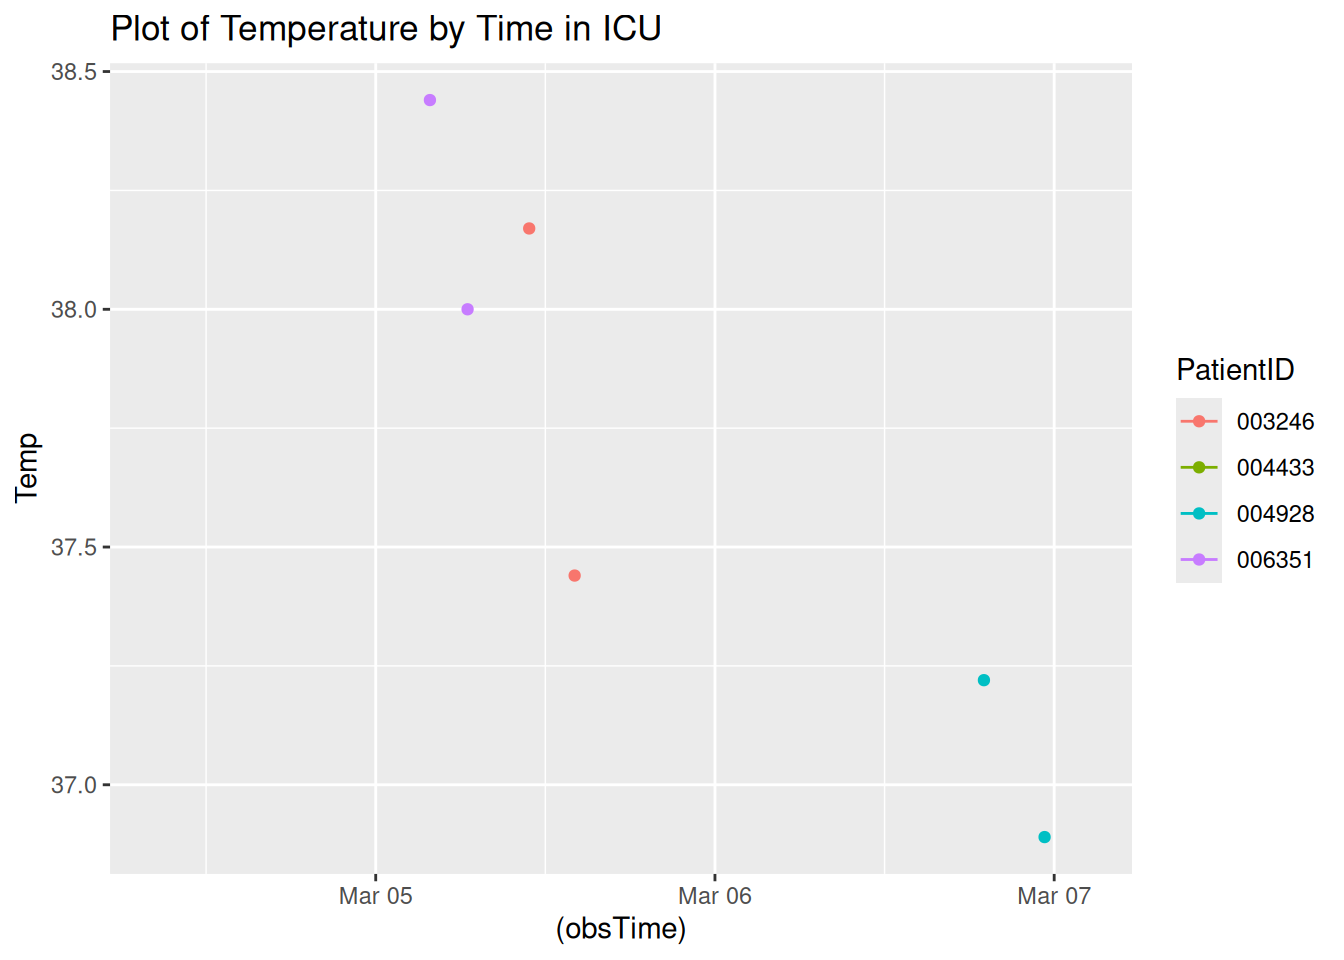 Plot of Temperature by Time in ICU
38.5
38.0
37.5
37.0
Temp
Mar 05
Mar 06
Mar 07
(obsTime)
PatientID
003246
004433
004928
006351